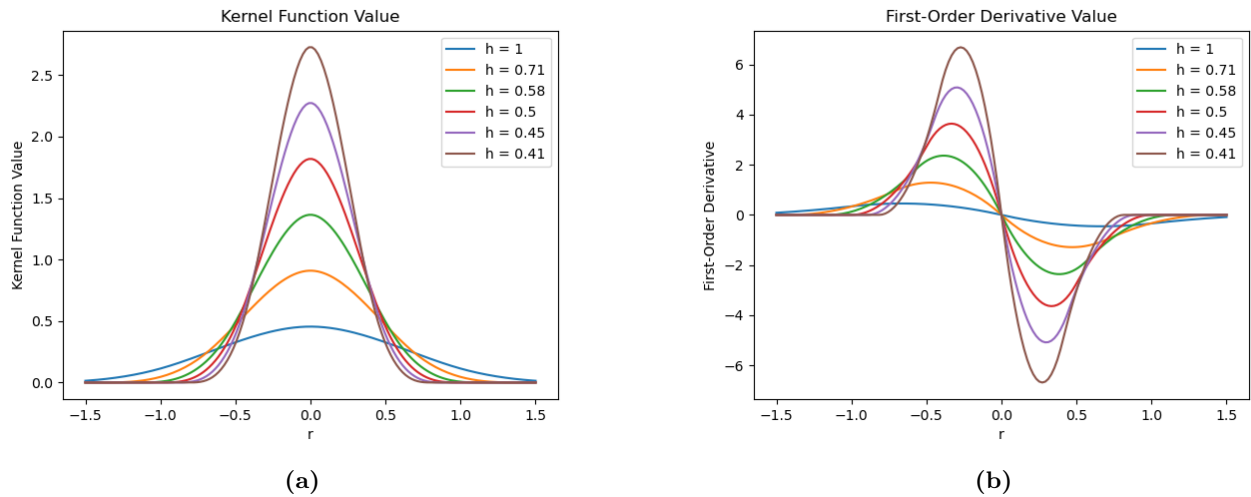 Kernel Function Value
Kernel Function Value
2.5
2.0
1.5
1.0
0.5
0.0
h = 1
h = 0.71
h = 0.58
h = 0.5
h = 0.45
h = 0.41
−1.5 −1.0 −0.5 0.0 0.5 1.0 1.5
r
(a)
First-Order Derivative Value
First-Order Derivative
6
4
2
0
−2
−4
−6
h = 1
h = 0.71
h = 0.58
h = 0.5
h = 0.45
h = 0.41
−1.5 −1.0 −0.5 0.0 0.5 1.0 1.5
r
(b)